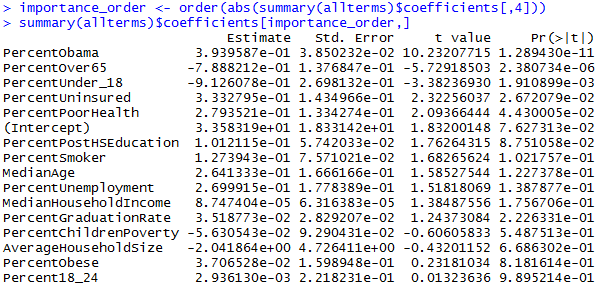 > importance_order <- order(abs(summary(allterms)$coefficients[,4]))
> summary(allterms)$coefficients[importance_order,]
Estimate Std. Error t value Pr(>|t|)
PercentObama 3.939587e-01 3.850232e-02 10.23207715 1.289430e-11
PercentOver65 -7.888212e-01 1.376847e-01 -5.72918503 2.380734e-06
PercentUnder_18 -9.126078e-01 2.698132e-01 -3.38236930 1.910899e-03
PercentUninsured 3.332795e-01 1.434966e-01 2.32256037 2.672079e-02
PercentPoorHealth 2.793521e-01 1.334274e-01 2.09366444 4.430005e-02
(Intercept) 3.358319e+01 1.833142e+01 1.83200148 7.627313e-02
PercentPostHSEducation 1.012115e-01 5.742033e-02 1.76264315 8.751058e-02
PercentSmoker 1.273943e-01 7.571021e-02 1.68265624 1.021757e-01
MedianAge 2.641333e-01 1.666166e-01 1.58527544 1.227378e-01
PercentUnemployment 2.699915e-01 1.778389e-01 1.51818069 1.387877e-01
MedianHouseholdIncome 8.747404e-05 6.316383e-05 1.38487556 1.756706e-01
PercentGraduationRate 3.518773e-02 2.829207e-02 1.24373084 2.226331e-01
PercentChildrenPoverty -5.630543e-02 9.290431e-02 -0.60605833 5.487513e-01
AverageHouseholdSize -2.041864e+00 4.726411e+00 -0.43201152 6.686302e-01
PercentObese 3.706528e-02 1.598948e-01 0.23181034 8.181614e-01
Percent18_24 2.936130e-03 2.218231e-01 0.01323636 9.895214e-01